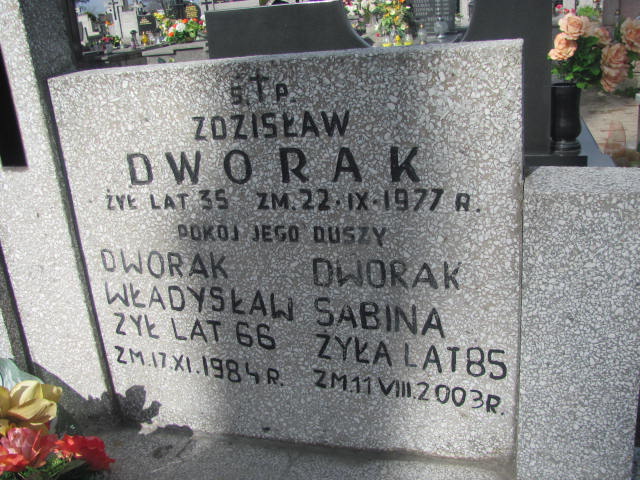 Ś.†P.
ZDZISŁAW
DWORAK
ŻYŁ LAT 35 ZM. 22·IX·1977 R.
POKÓJ JEGO DUSZY
DWORAK
WŁADYSŁAW
ŻYŁ LAT 66
ZM.17.XI.1984 R.
DWORAK
SABINA
ŻYŁA LAT 85
ZM.11 VIII.2003 R.